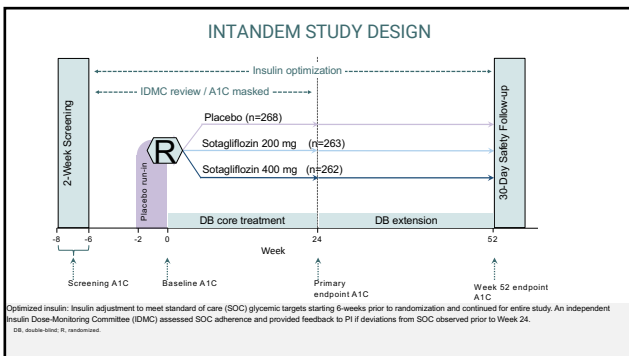 INTANDEM STUDY DESIGN
Insulin optimization
IDMC review / A1C masked
2-Week Screening
Placebo run-in
R
Placebo (n=268)
Sotagliflozin 200 mg (n=263)
Sotagliflozin 400 mg (n=262)
30-Day Safety Follow-up
DB core treatment
DB extension
-8 -6 -2 0 24 52
Week
Screening A1C
Baseline A1C
Primary
endpoint A1C
Week 52 endpoint
A1C
Optimized insulin: Insulin adjustment to meet standard of care (SOC) glycemic targets starting 6-weeks prior to randomization and continued for entire study. An independent
Insulin Dose-Monitoring Committee (IDMC) assessed SOC adherence and provided feedback to PI if deviations from SOC observed prior to Week 24.
DB, double-blind; R, randomized.